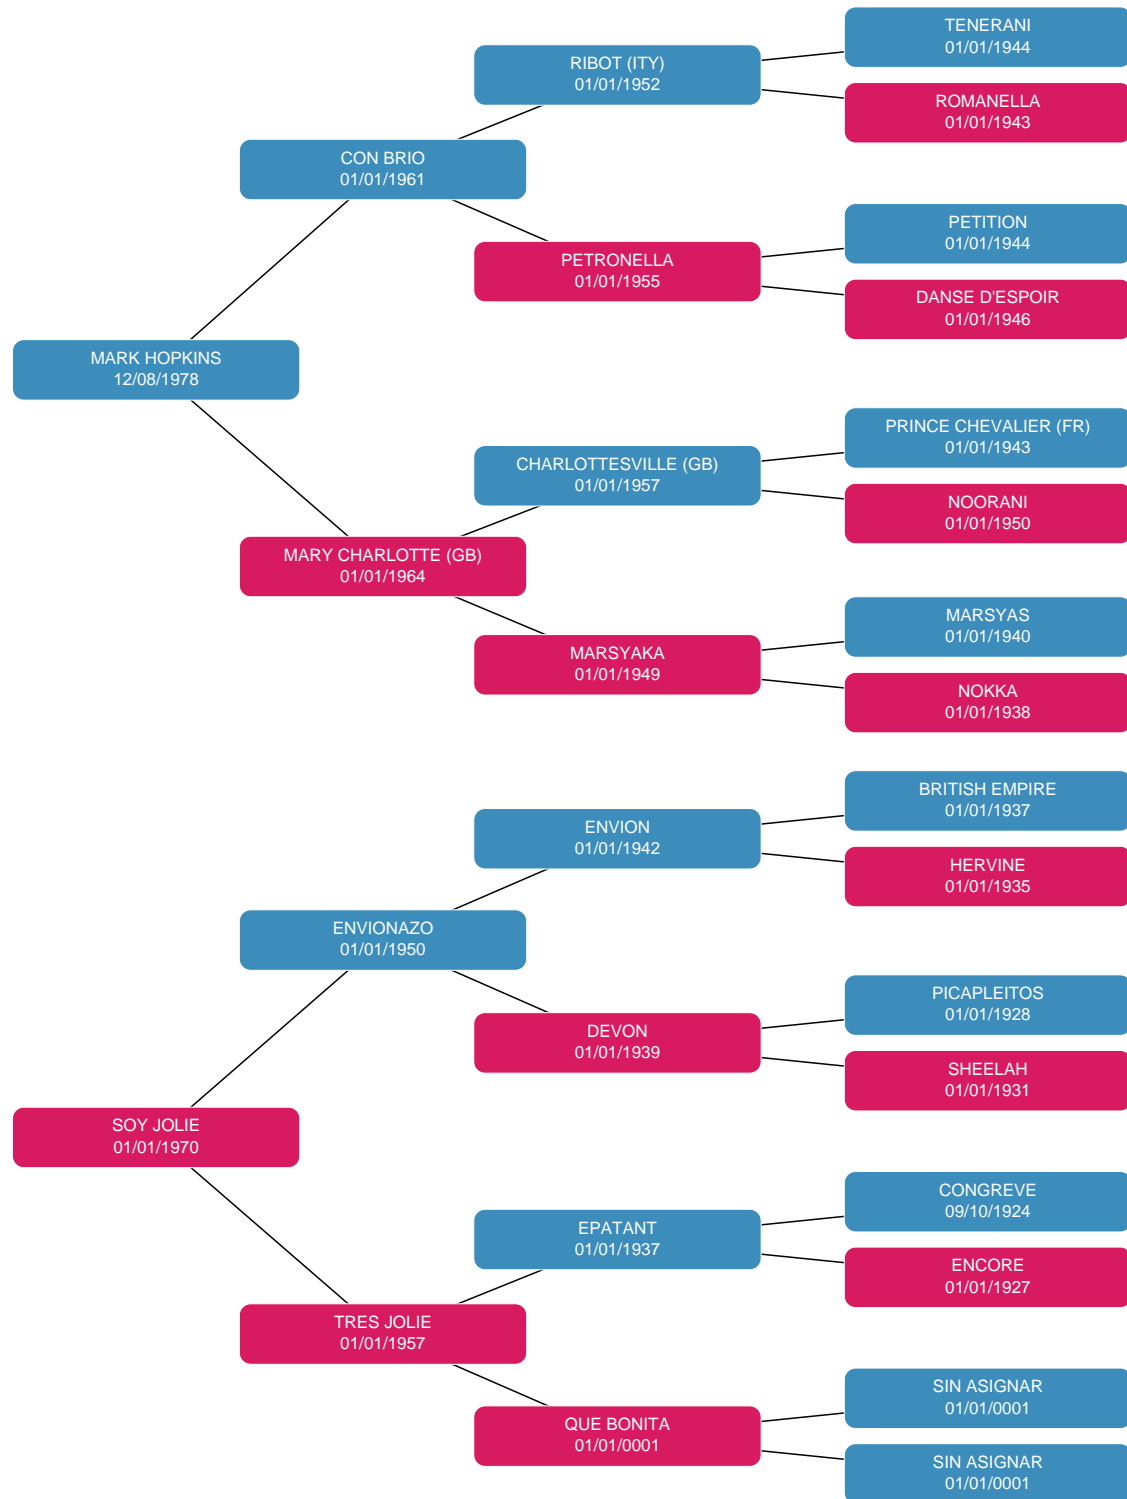 TENERANI
01/01/1944
RIBOT (ITY)
01/01/1952
ROMANELLA
01/01/1943
CON BRIO
01/01/1961
PETITION
01/01/1944
PETRONELLA
01/01/1955
DANSE D'ESPOIR
01/01/1946
MARK HOPKINS
12/08/1978
PRINCE CHEVALIER (FR)
01/01/1943
CHARLOTTESVILLE (GB)
01/01/1957
NOORANI
01/01/1950
MARY CHARLOTTE (GB)
01/01/1964
MARSYAS
01/01/1940
MARSYAKA
01/01/1949
NOKKA
01/01/1938
BRITISH EMPIRE
01/01/1937
ENVION
01/01/1942
HERVINE
01/01/1935
ENVIONAZO
01/01/1950
PICAPLEITOS
01/01/1928
DEVON
01/01/1939
SHEELAH
01/01/1931
SOY JOLIE
01/01/1970
CONGREVE
09/10/1924
EPATANT
01/01/1937
ENCORE
01/01/1927
TRES JOLIE
01/01/1957
SIN ASIGNAR
01/01/0001
QUE BONITA
01/01/0001
SIN ASIGNAR
01/01/0001